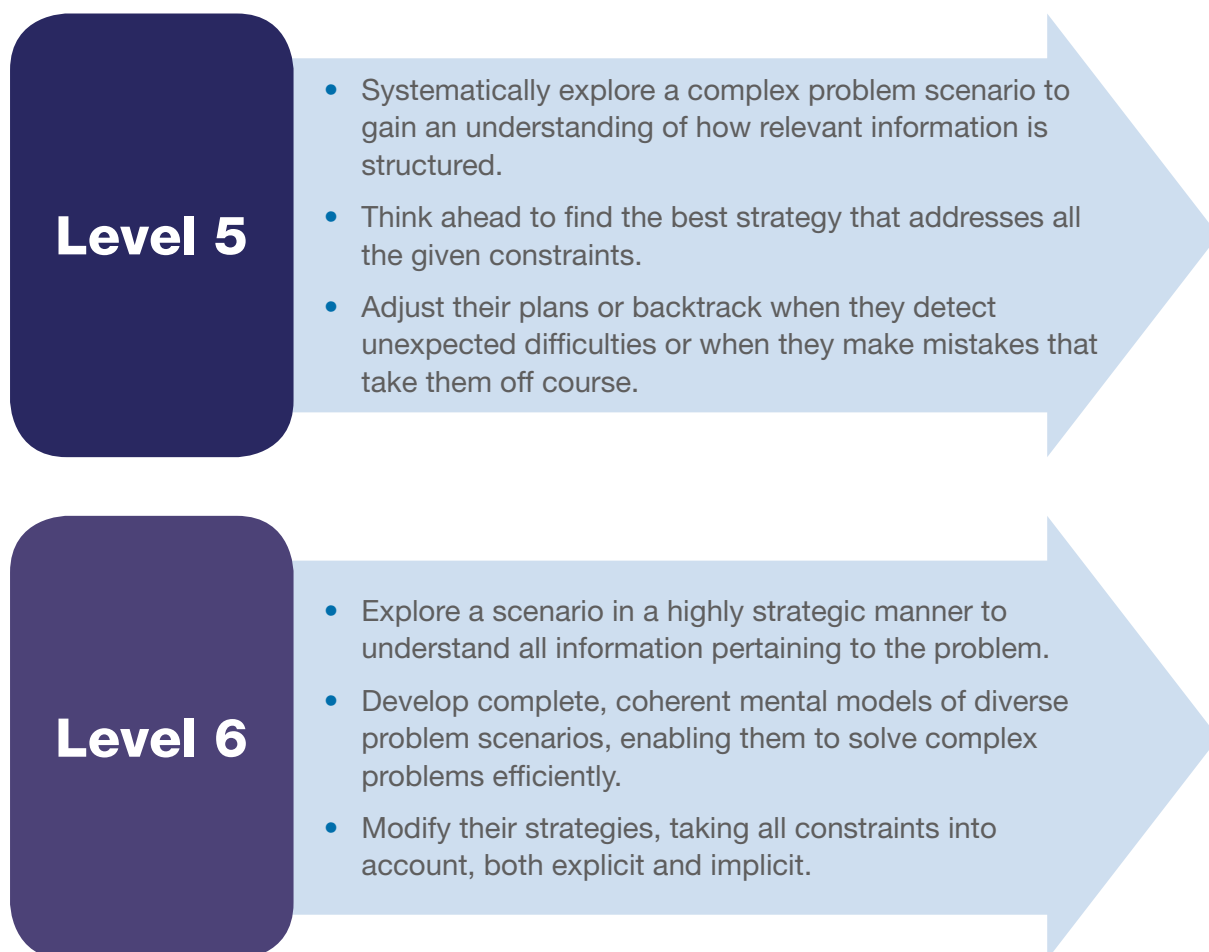 Level 5
• Systematically explore a complex problem scenario to
gain an understanding of how relevant information is
structured.
• Think ahead to find the best strategy that addresses all
the given constraints.
• Adjust their plans or backtrack when they detect
unexpected difficulties or when they make mistakes that
take them off course.
Level 6
• Explore a scenario in a highly strategic manner to
understand all information pertaining to the problem.
• Develop complete, coherent mental models of diverse
problem scenarios, enabling them to solve complex
problems efficiently.
• Modify their strategies, taking all constraints into
account, both explicit and implicit.